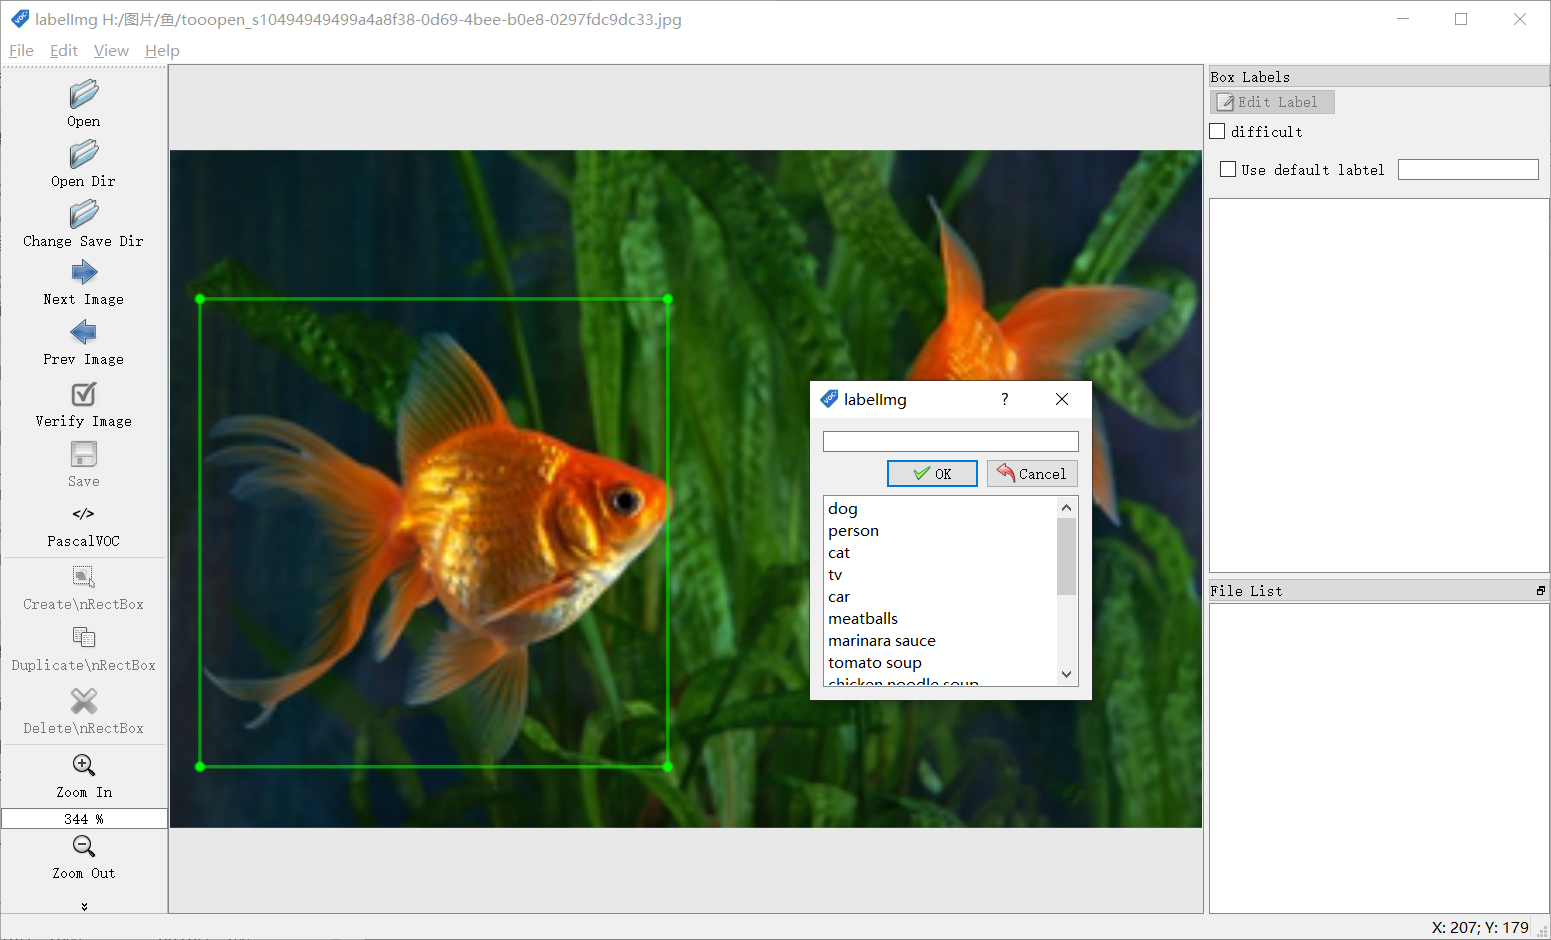 labelImg H:/图片/鱼/tooopen_s10494949499a4a8f38-0d69-4bee-b0e8-0297fdc9dc33.jpg
File Edit View Help
Open
Open Dir
Change Save Dir
Next Image
Prev Image
Verify Image
Save
</>
PascalVOC
Create\nRectBox
Duplicate\nRectBox
Delete\nRectBox
Zoom In
344 %
Zoom Out
labelImg ?
OK Cancel
dog
person
cat
tv
car
meatballs
marinara sauce
tomato soup
chicken noodle soup
Box Labels
Edit Label
difficult
Use default labtel
File List
X: 207; Y: 179